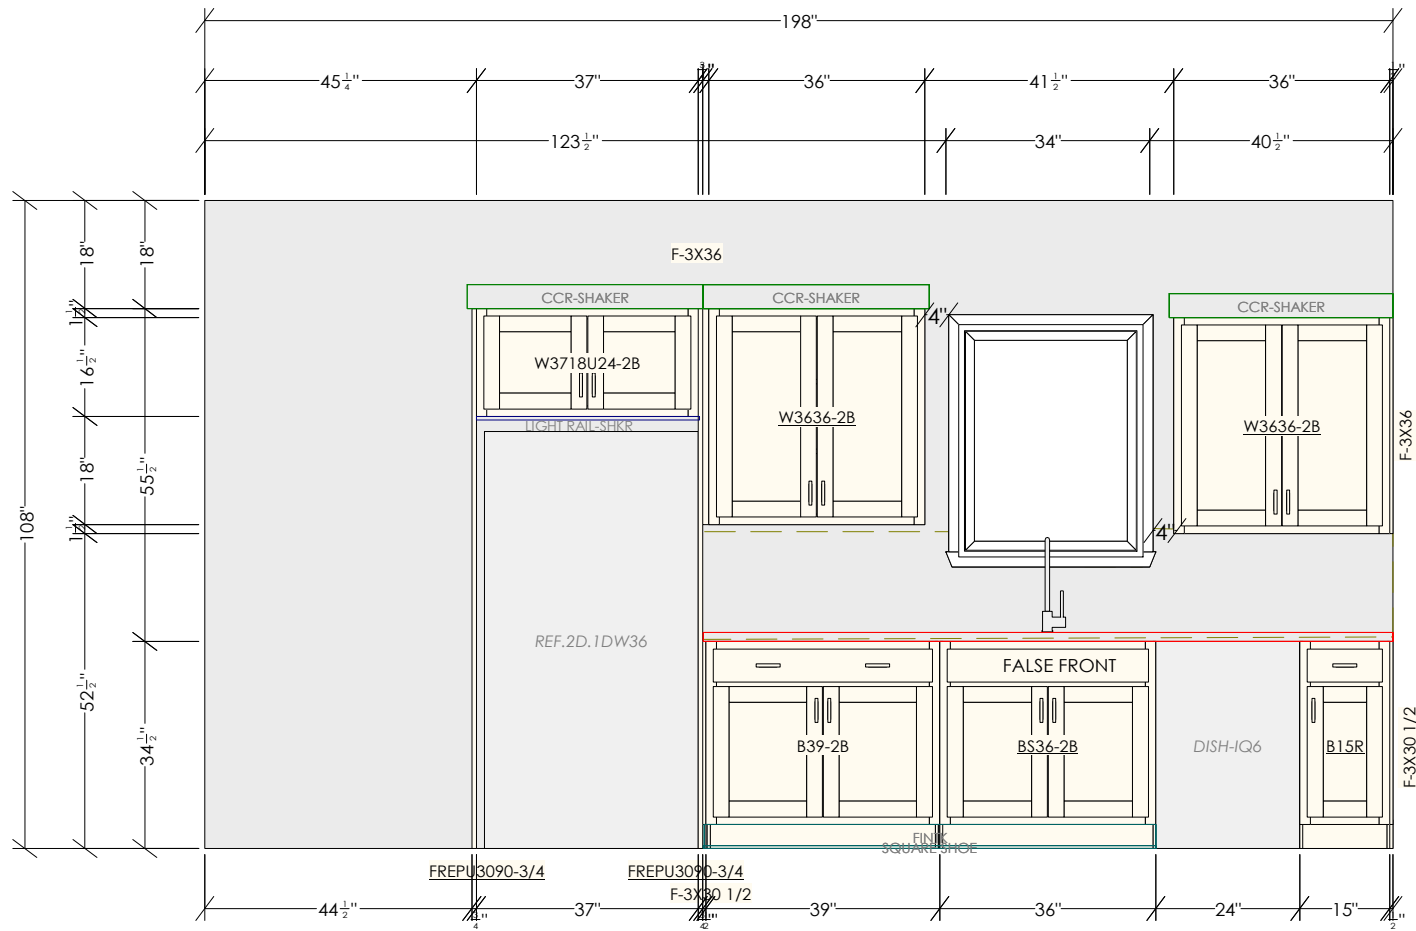 198"
45 1/4"
37"
36"
41 1/2"
36"
123 1/2"
34"
40 1/2"
F-3X36
18"
18"
CCR-SHAKER
CCR-SHAKER
CCR-SHAKER
4"
W3718U24-2B
16 1/2"
LIGHT RAIL-SHKR
W3636-2B
W3636-2B
F-3X36
18"
55 1/2"
108"
4"
REF.2D.1DW36
FALSE FRONT
52 1/2"
34 1/2"
B39-2B
BS36-2B
DISH-IQ6
B15R
F-3X30 1/2
FINTK
SQUARE SHOE
FREPU3090-3/4
FREPU3090-3/4
F-3X30 1/2
44 1/2"
37"
39"
36"
24"
15"